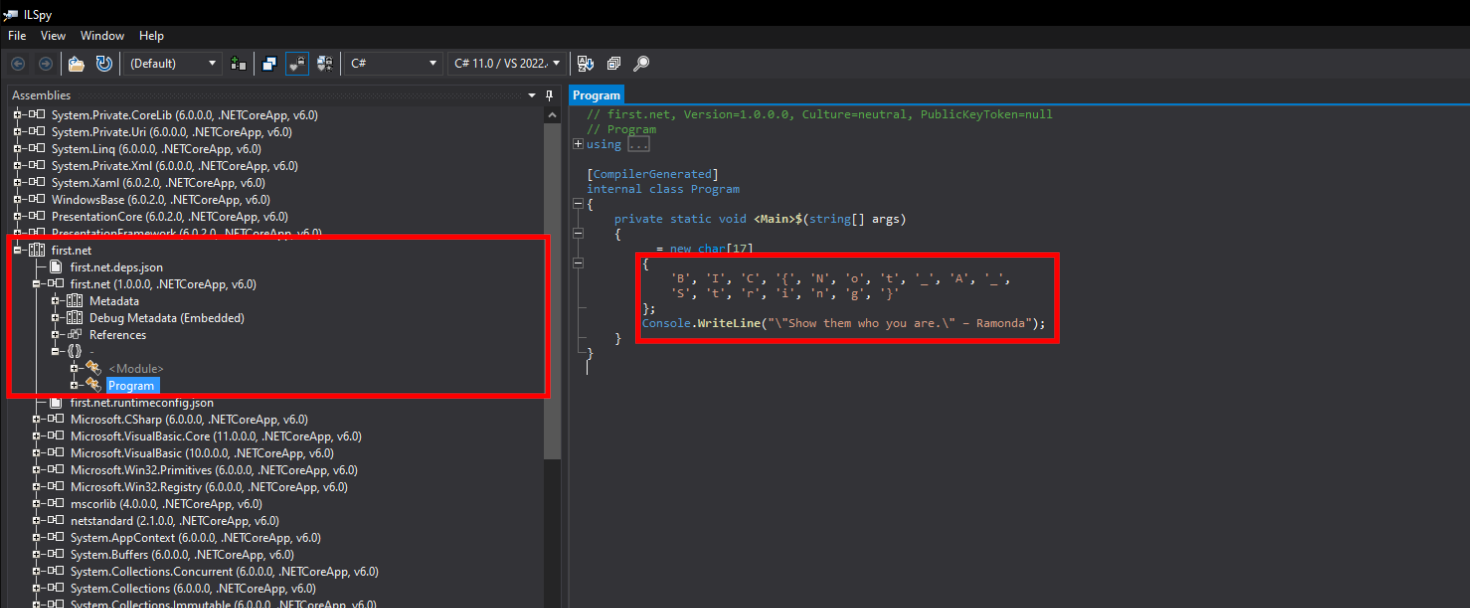 ILSpy
File View Window Help
(Default) C# C# 11.0 / VS 2022.
Assemblies
System.Private.CoreLib (6.0.0.0, .NETCoreApp, v6.0)
System.Private.Uri (6.0.0.0, .NETCoreApp, v6.0)
System.Linq (6.0.0.0, .NETCoreApp, v6.0)
System.Private.Xml (6.0.0.0, .NETCoreApp, v6.0)
System.Xaml (6.0.2.0, .NETCoreApp, v6.0)
WindowsBase (6.0.2.0, .NETCoreApp, v6.0)
PresentationCore (6.0.2.0, .NETCoreApp, v6.0)
PresentationFramework (6.0.2.0, .NETCoreApp, v6.0)
first.net
first.net.deps.json
first.net (1.0.0.0, .NETCoreApp, v6.0)
Metadata
Debug Metadata (Embedded)
References
{} -
<Module>
Program
first.net.runtimeconfig.json
Microsoft.CSharp (6.0.0.0, .NETCoreApp, v6.0)
Microsoft.VisualBasic.Core (11.0.0.0, .NETCoreApp, v6.0)
Microsoft.VisualBasic (10.0.0.0, .NETCoreApp, v6.0)
Microsoft.Win32.Primitives (6.0.0.0, .NETCoreApp, v6.0)
Microsoft.Win32.Registry (6.0.0.0, .NETCoreApp, v6.0)
mscorlib (4.0.0.0, .NETCoreApp, v6.0)
netstandard (2.1.0.0, .NETCoreApp, v6.0)
System.AppContext (6.0.0.0, .NETCoreApp, v6.0)
System.Buffers (6.0.0.0, .NETCoreApp, v6.0)
System.Collections.Concurrent (6.0.0.0, .NETCoreApp, v6.0)
System.Collections (6.0.0.0, .NETCoreApp, v6.0)
System.Collections.Immutable (6.0.0.0, .NETCoreApp, v6.0)
Program
// first.net, Version=1.0.0.0, Culture=neutral, PublicKeyToken=null
// Program
using ...
[CompilerGenerated]
internal class Program
{
private static void <Main>$(string[] args)
{
_ = new char[17]
{
'B', 'I', 'C', '{', 'N', 'o', 't', '_', 'A', '_',
'S', 't', 'r', 'i', 'n', 'g', '}'
};
Console.WriteLine("\"Show them who you are.\" – Ramonda");
}
}